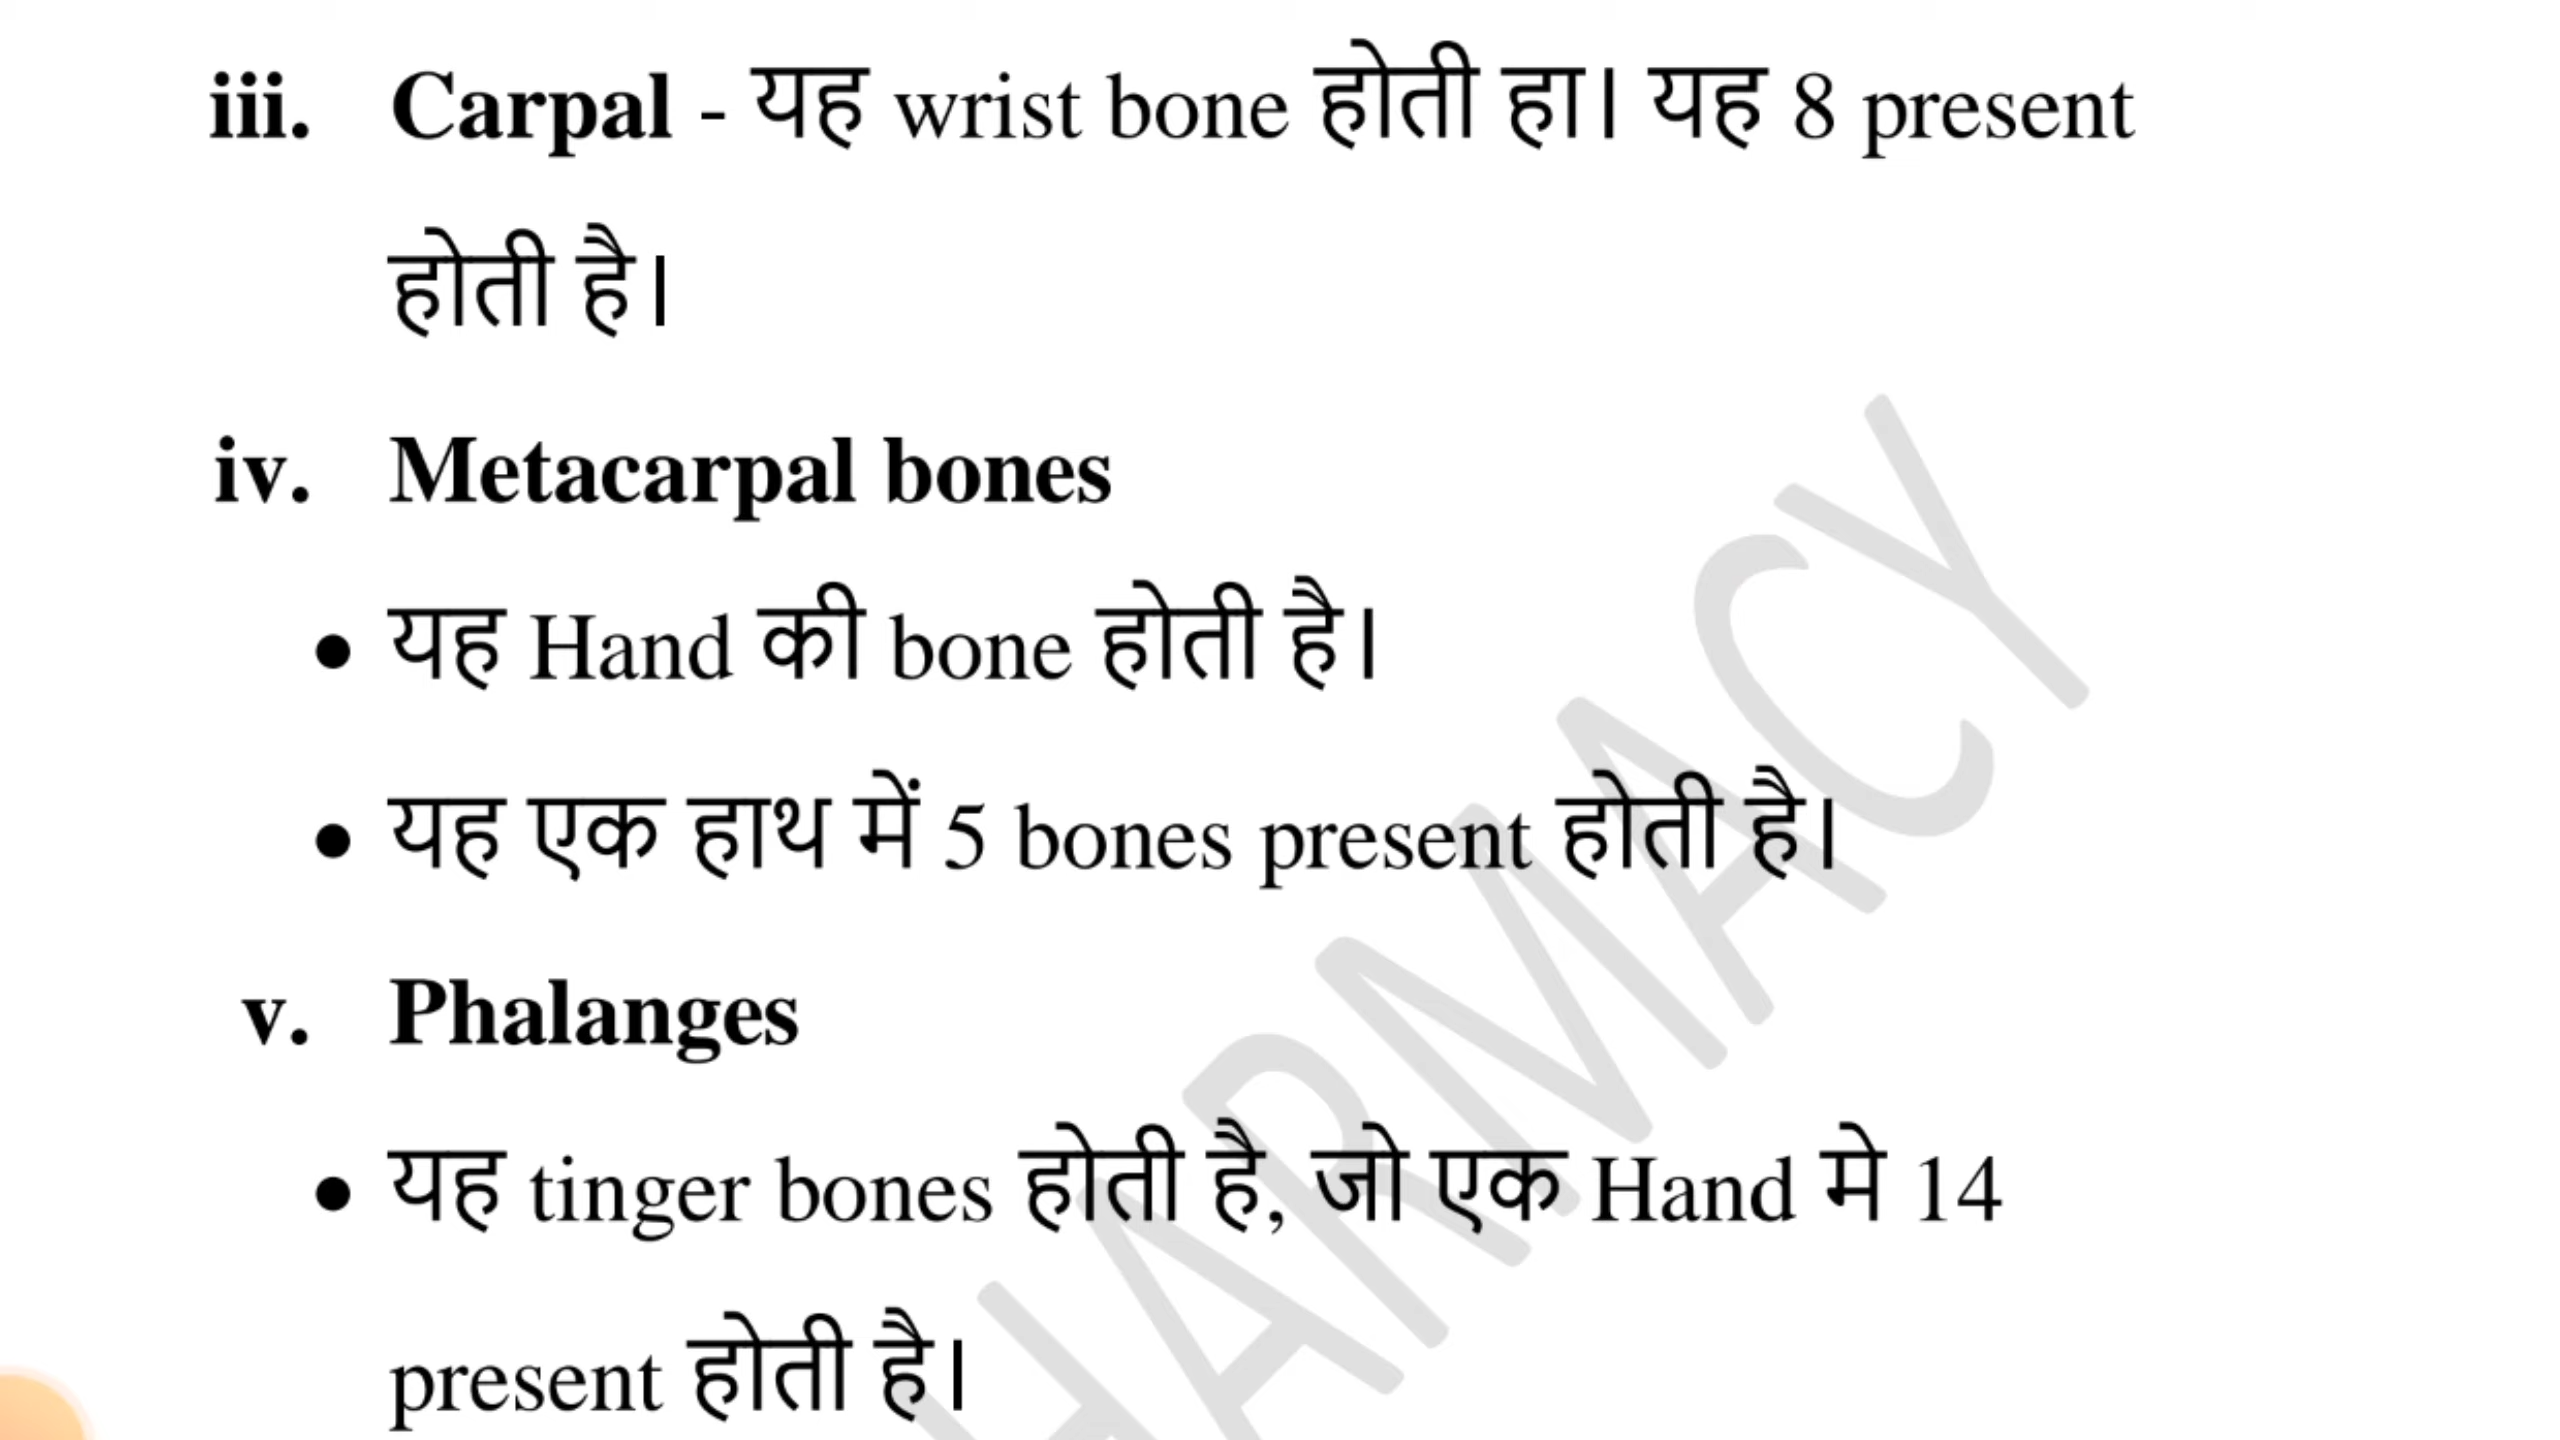 iii. Carpal - यह wrist bone होती हा। यह 8 present
होती है।
iv. Metacarpal bones
• यह Hand की bone होती है।
• यह एक हाथ में 5 bones present होती है।
v. Phalanges
• यह tinger bones होती है, जो एक Hand मे 14
present होती है।
HARMACY